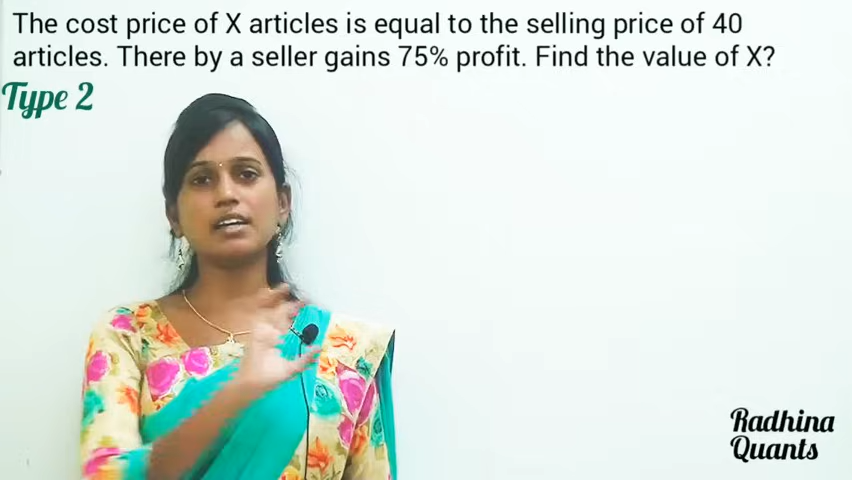 The cost price of X articles is equal to the selling price of 40
articles. There by a seller gains 75% profit. Find the value of X?
Type 2
Radhina
Quants